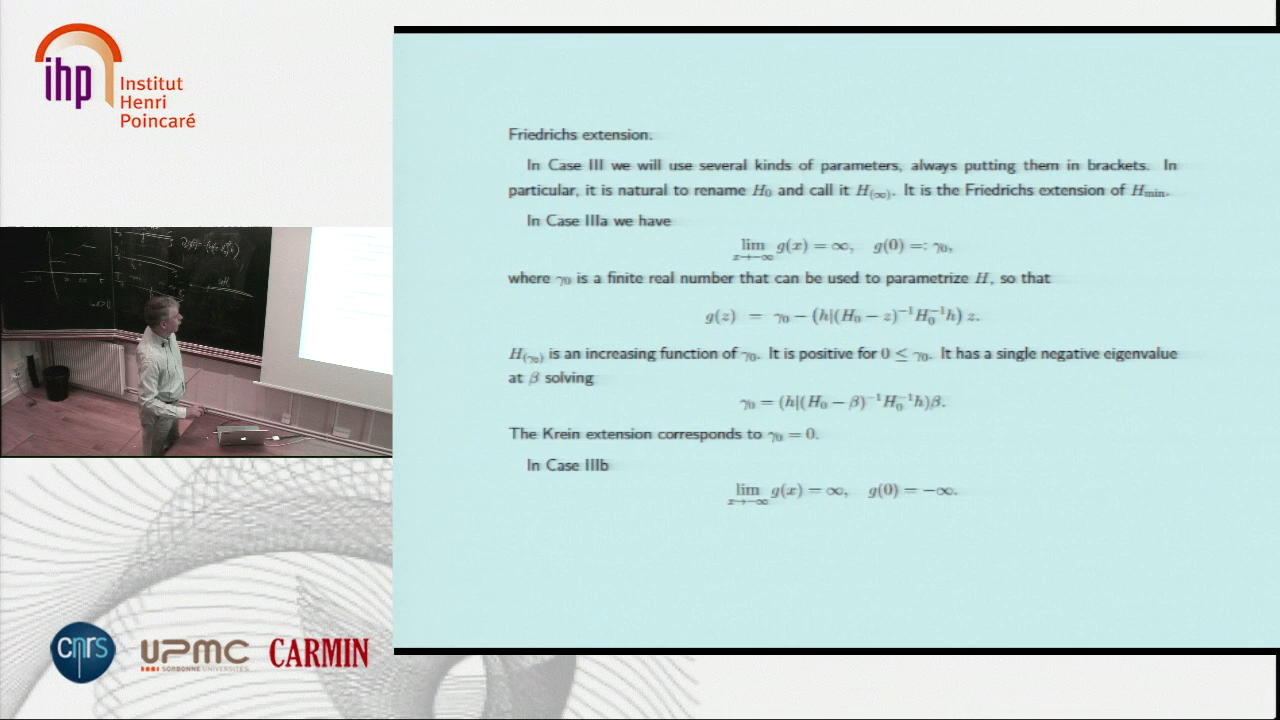 ihp
Institut
Henri
Poincaré
Friedrichs extension.
In Case III we will use several kinds of parameters, always putting them in brackets. In
particular, it is natural to rename H₀ and call it H₍∞₎. It is the Friedrichs extension of H_min.
In Case IIIa we have
lim_{x→−∞} g(x) = ∞, g(0) =: γ₀,
where γ₀ is a finite real number that can be used to parametrize H, so that
g(z) = γ₀ − (h|(H₀ − z)⁻¹H₀⁻¹h) z.
H_(γ₀) is an increasing function of γ₀. It is positive for 0 ≤ γ₀. It has a single negative eigenvalue
at β solving
γ₀ = (h|(H₀ − β)⁻¹H₀⁻¹h)β.
The Krein extension corresponds to γ₀ = 0.
In Case IIIb
lim_{x→−∞} g(x) = ∞, g(0) = −∞.
cnrs
UPMC
SORBONNE UNIVERSITÉS
CARMIN